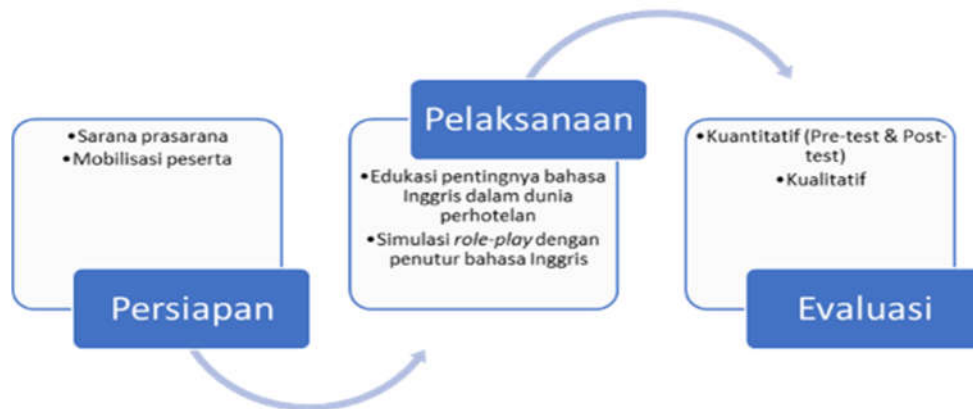 •Sarana prasarana
•Mobilisasi peserta
Persiapan
Pelaksanaan
•Edukasi pentingnya bahasa
Inggris dalam dunia
perhotelan
•Simulasi role-play dengan
penutur bahasa Inggris
•Kuantitatif (Pre-test & Post-
test)
•Kualitatif
Evaluasi